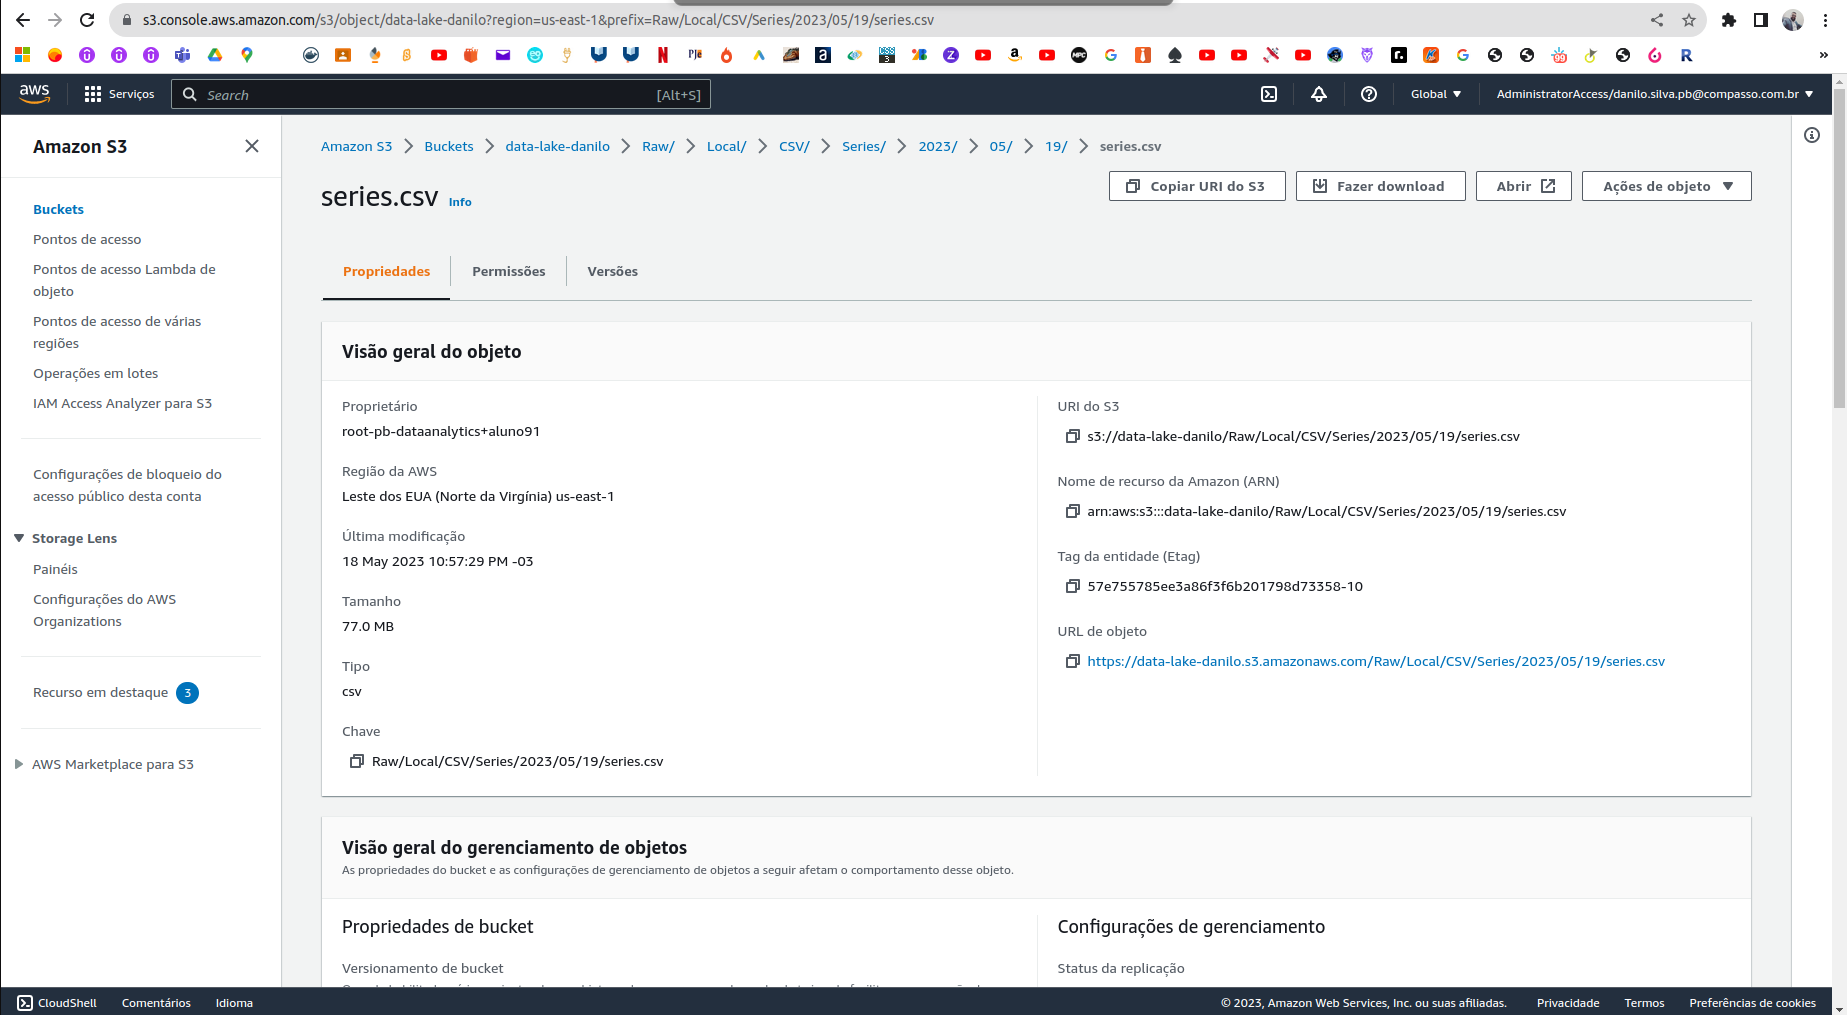 s3.console.aws.amazon.com/s3/object/data-lake-danilo?region=us-east-1&prefix=Raw/Local/CSV/Series/2023/05/19/series.csv
aws
Serviços
Search
[Alt+S]
Global
AdministratorAccess/danilo.silva.pb@compasso.com.br
Amazon S3
Buckets
Pontos de acesso
Pontos de acesso Lambda de
objeto
Pontos de acesso de várias
regiões
Operações em lotes
IAM Access Analyzer para S3
Configurações de bloqueio do
acesso público desta conta
Storage Lens
Painéis
Configurações do AWS
Organizations
Recurso em destaque 3
AWS Marketplace para S3
Amazon S3 Buckets data-lake-danilo Raw/ Local/ CSV/ Series/ 2023/ 05/ 19/ series.csv
series.csv Info
Copiar URI do S3
Fazer download
Abrir
Ações de objeto
Propriedades
Permissões
Versões
Visão geral do objeto
Proprietário
root-pb-dataanalytics+aluno91
Região da AWS
Leste dos EUA (Norte da Virgínia) us-east-1
Última modificação
18 May 2023 10:57:29 PM -03
Tamanho
77.0 MB
Tipo
csv
Chave
Raw/Local/CSV/Series/2023/05/19/series.csv
URI do S3
s3://data-lake-danilo/Raw/Local/CSV/Series/2023/05/19/series.csv
Nome de recurso da Amazon (ARN)
arn:aws:s3:::data-lake-danilo/Raw/Local/CSV/Series/2023/05/19/series.csv
Tag da entidade (Etag)
57e755785ee3a86f3f6b201798d73358-10
URL de objeto
https://data-lake-danilo.s3.amazonaws.com/Raw/Local/CSV/Series/2023/05/19/series.csv
Visão geral do gerenciamento de objetos
As propriedades do bucket e as configurações de gerenciamento de objetos a seguir afetam o comportamento desse objeto.
Propriedades de bucket
Versionamento de bucket
Configurações de gerenciamento
Status da replicação
CloudShell
Comentários
Idioma
© 2023, Amazon Web Services, Inc. ou suas afiliadas.
Privacidade
Termos
Preferências de cookies